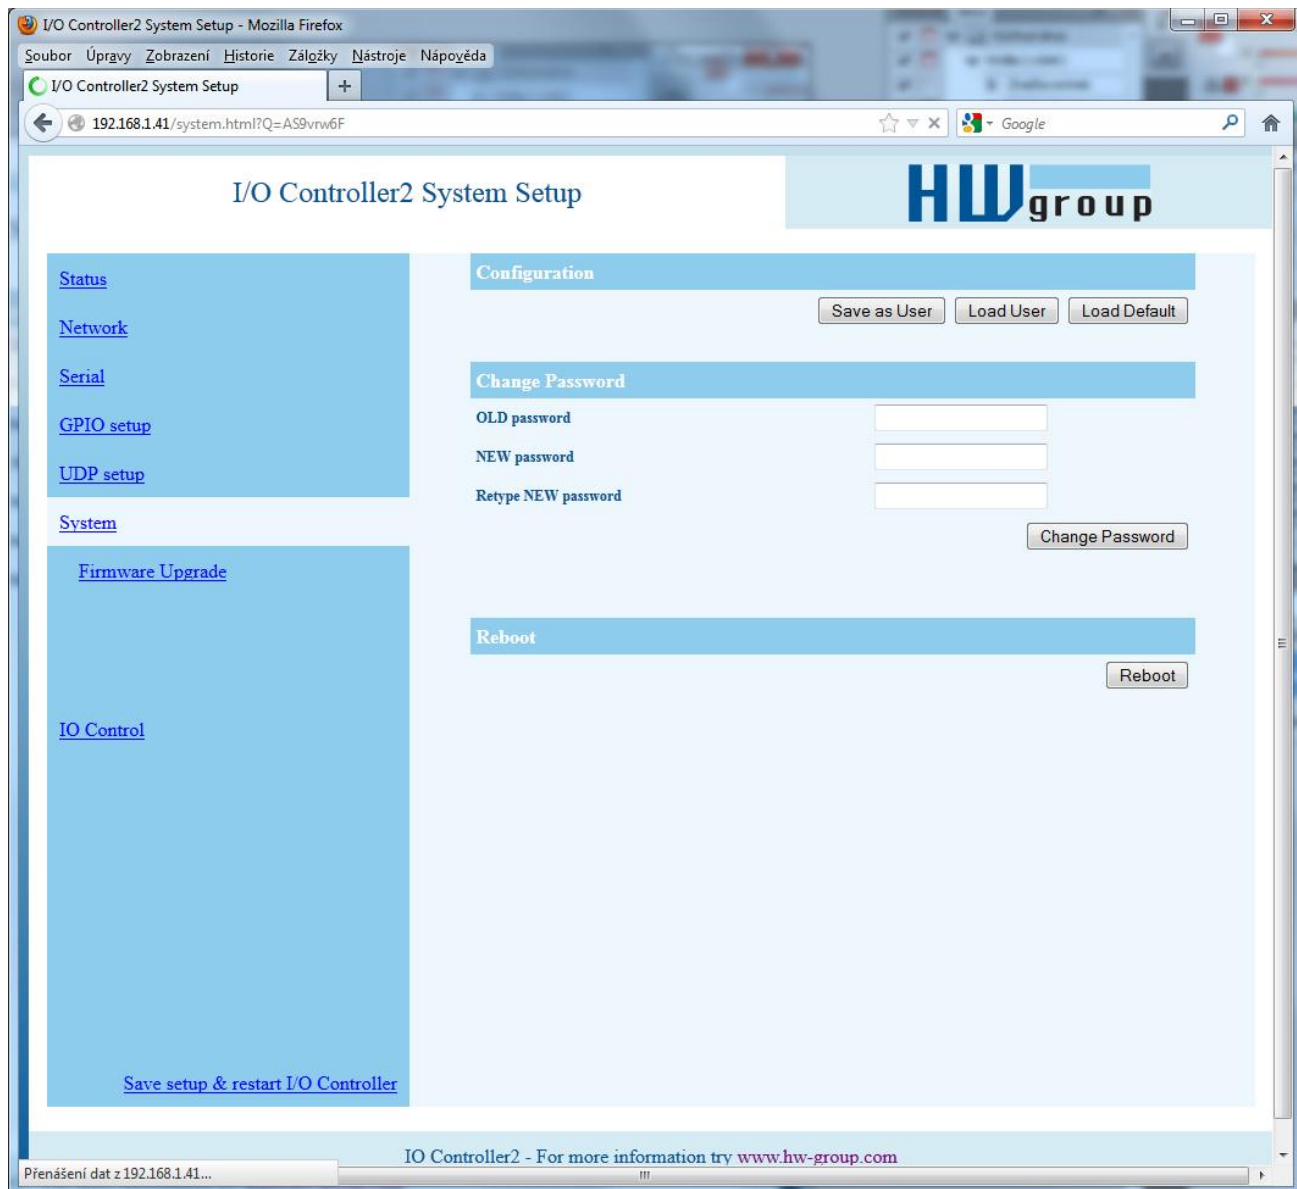 I/O Controller2 System Setup - Mozilla Firefox
Soubor Úpravy Zobrazení Historie Záložky Nástroje Nápověda
I/O Controller2 System Setup
192.168.1.41/system.html?Q=AS9vrw6F Google
I/O Controller2 System Setup
HWgroup
Status
Network
Serial
GPIO setup
UDP setup
System
Firmware Upgrade
IO Control
Save setup & restart I/O Controller
Configuration
Save as User Load User Load Default
Change Password
OLD password
NEW password
Retype NEW password
Change Password
Reboot
Reboot
IO Controller2 - For more information try www.hw-group.com
Přenášení dat z 192.168.1.41...